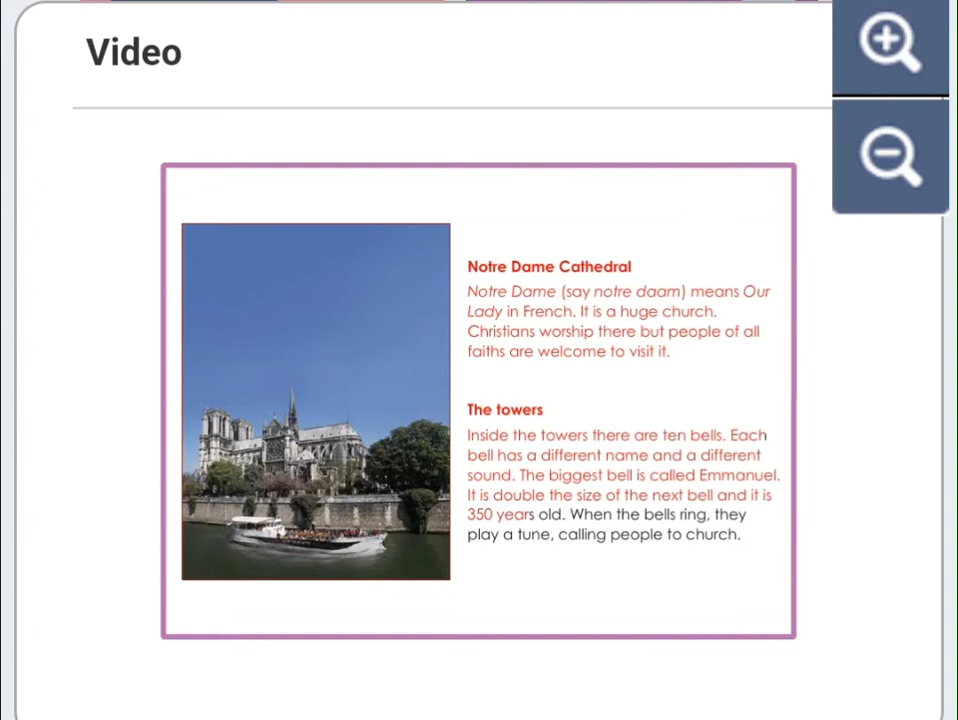 Video
Notre Dame Cathedral
Notre Dame (say notre daam) means Our
Lady in French. It is a huge church.
Christians worship there but people of all
faiths are welcome to visit it.
The towers
Inside the towers there are ten bells. Each
bell has a different name and a different
sound. The biggest bell is called Emmanuel.
It is double the size of the next bell and it is
350 years old. When the bells ring, they
play a tune, calling people to church.